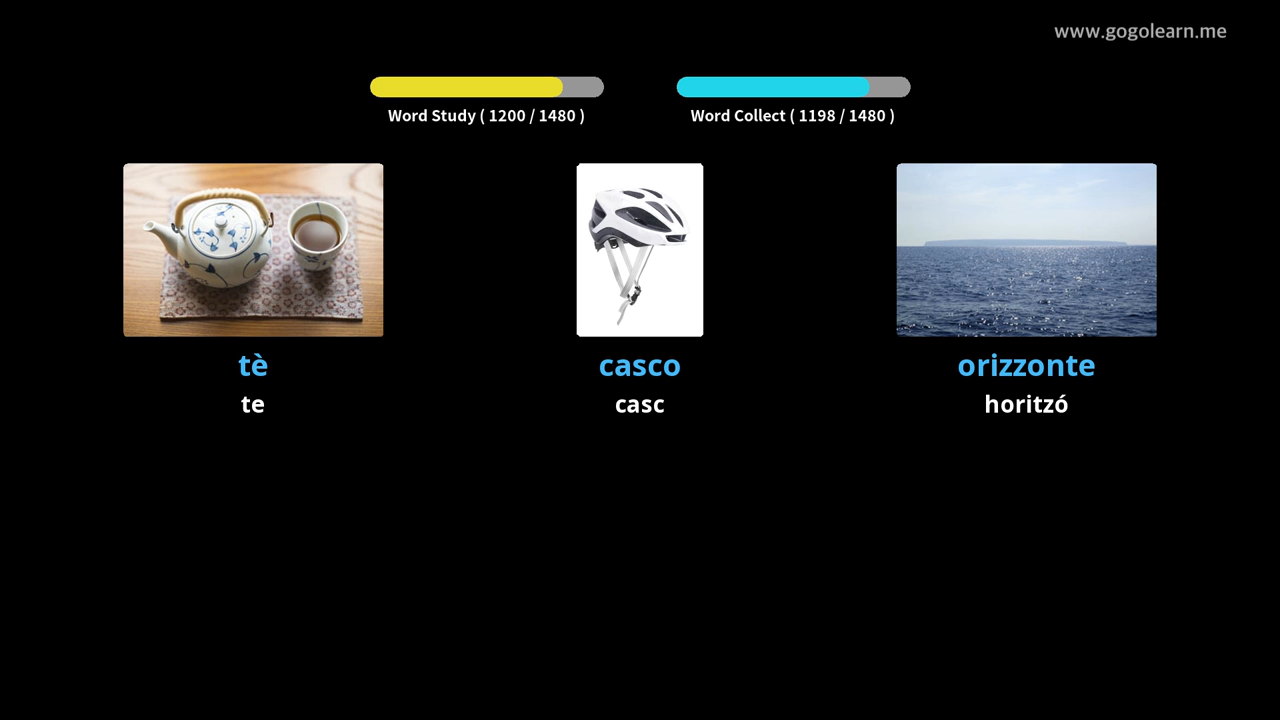 www.gogolearn.me
Word Study ( 1200 / 1480 )
Word Collect ( 1198 / 1480 )
tè
te
casco
casc
orizzonte
horitzó